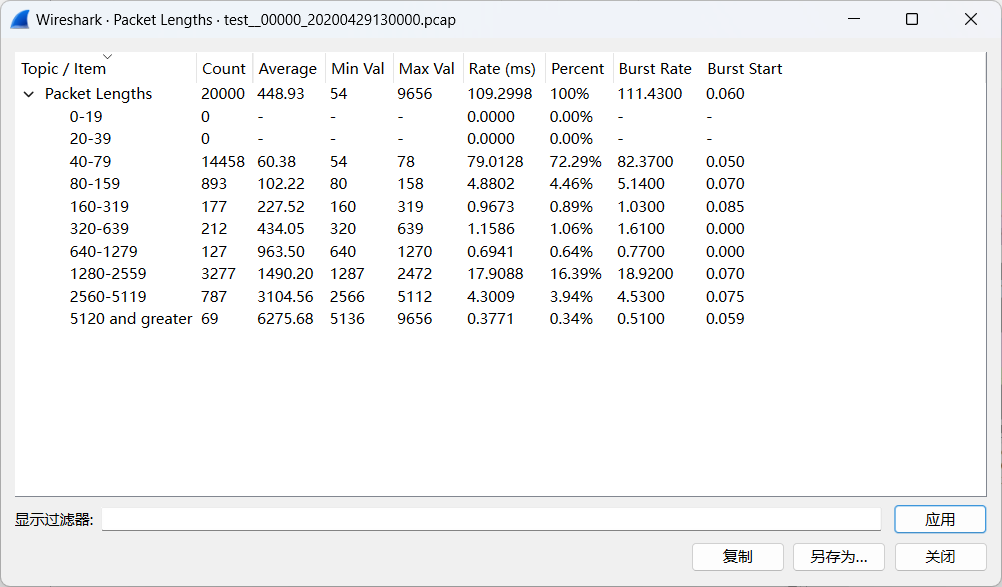 Wireshark · Packet Lengths · test__00000_20200429130000.pcap
Topic / Item Count Average Min Val Max Val Rate (ms) Percent Burst Rate Burst Start
Packet Lengths 20000 448.93 54 9656 109.2998 100% 111.4300 0.060
0-19 0 - - - 0.0000 0.00% - -
20-39 0 - - - 0.0000 0.00% - -
40-79 14458 60.38 54 78 79.0128 72.29% 82.3700 0.050
80-159 893 102.22 80 158 4.8802 4.46% 5.1400 0.070
160-319 177 227.52 160 319 0.9673 0.89% 1.0300 0.085
320-639 212 434.05 320 639 1.1586 1.06% 1.6100 0.000
640-1279 127 963.50 640 1270 0.6941 0.64% 0.7700 0.000
1280-2559 3277 1490.20 1287 2472 17.9088 16.39% 18.9200 0.070
2560-5119 787 3104.56 2566 5112 4.3009 3.94% 4.5300 0.075
5120 and greater 69 6275.68 5136 9656 0.3771 0.34% 0.5100 0.059
显示过滤器: 应用
复制 另存为... 关闭